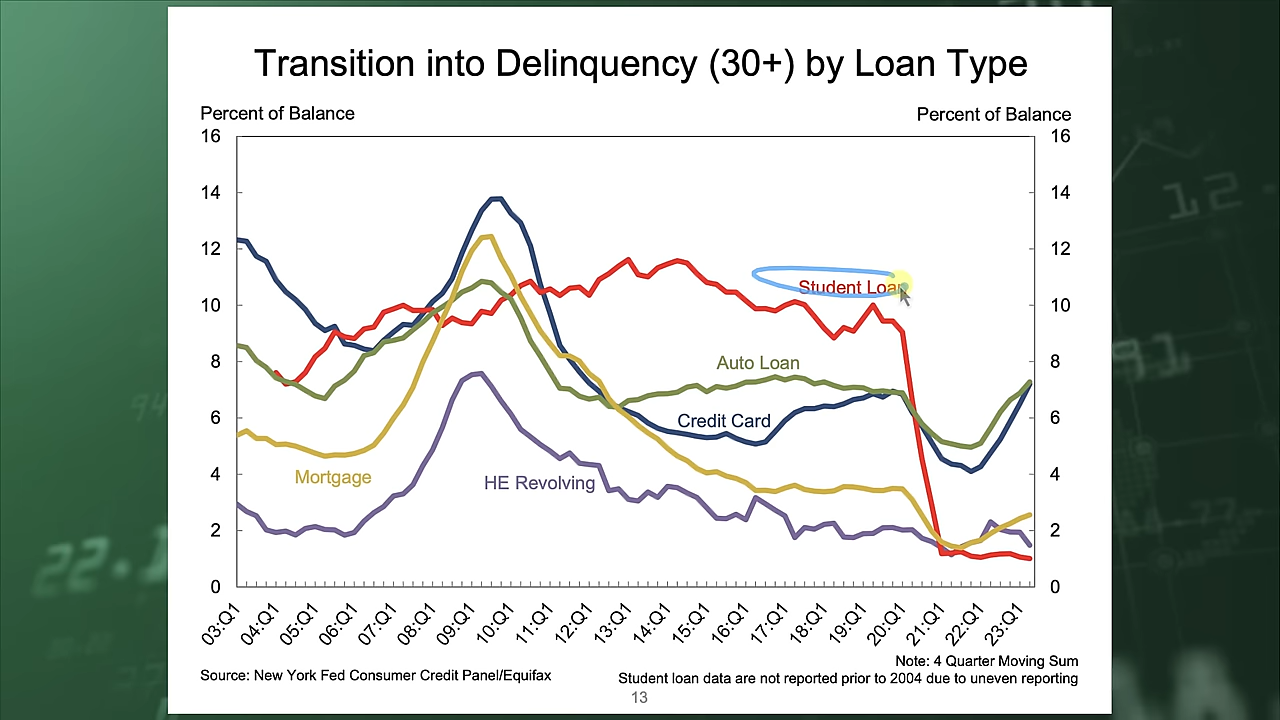 Transition into Delinquency (30+) by Loan Type
Percent of Balance
Percent of Balance
16
14
12
10
8
6
4
2
0
16
14
12
10
8
6
4
2
0
Student Loan
Auto Loan
Credit Card
Mortgage
HE Revolving
03:Q1
04:Q1
05:Q1
06:Q1
07:Q1
08:Q1
09:Q1
10:Q1
11:Q1
12:Q1
13:Q1
14:Q1
15:Q1
16:Q1
17:Q1
18:Q1
19:Q1
20:Q1
21:Q1
22:Q1
23:Q1
Note: 4 Quarter Moving Sum
Source: New York Fed Consumer Credit Panel/Equifax
Student loan data are not reported prior to 2004 due to uneven reporting
13